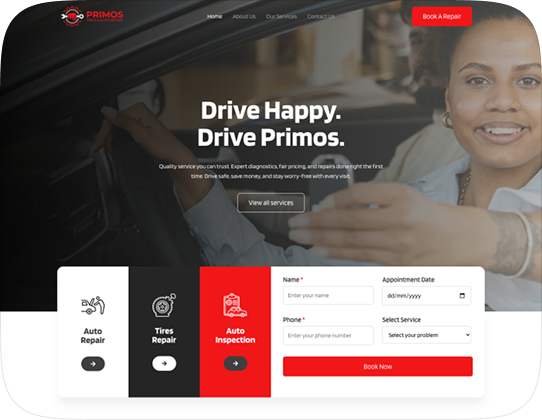 PRIMOS
Home About Us Our Services Contact Us
Book A Repair
Drive Happy.
Drive Primos.
Quality service you can trust. Expert diagnostics, fair pricing, and repairs done right the first
time. Drive safe, save money, and stay worry-free with every visit.
View all services
Auto
Repair
Tires
Repair
Auto
Inspection
Name *
Enter your name
Appointment Date
dd/mm/yyyy
Phone *
Enter your phone number
Select Service
Select your problem
Book Now